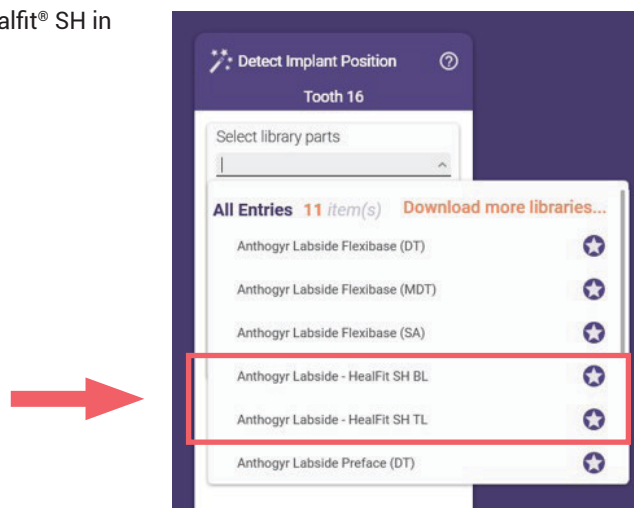 alfit® SH in
Detect Implant Position
Tooth 16
Select library parts
All Entries 11 item(s) Download more libraries...
Anthogyr Labside Flexibase (DT)
Anthogyr Labside Flexibase (MDT)
Anthogyr Labside Flexibase (SA)
Anthogyr Labside - HealFit SH BL
Anthogyr Labside - HealFit SH TL
Anthogyr Labside Preface (DT)